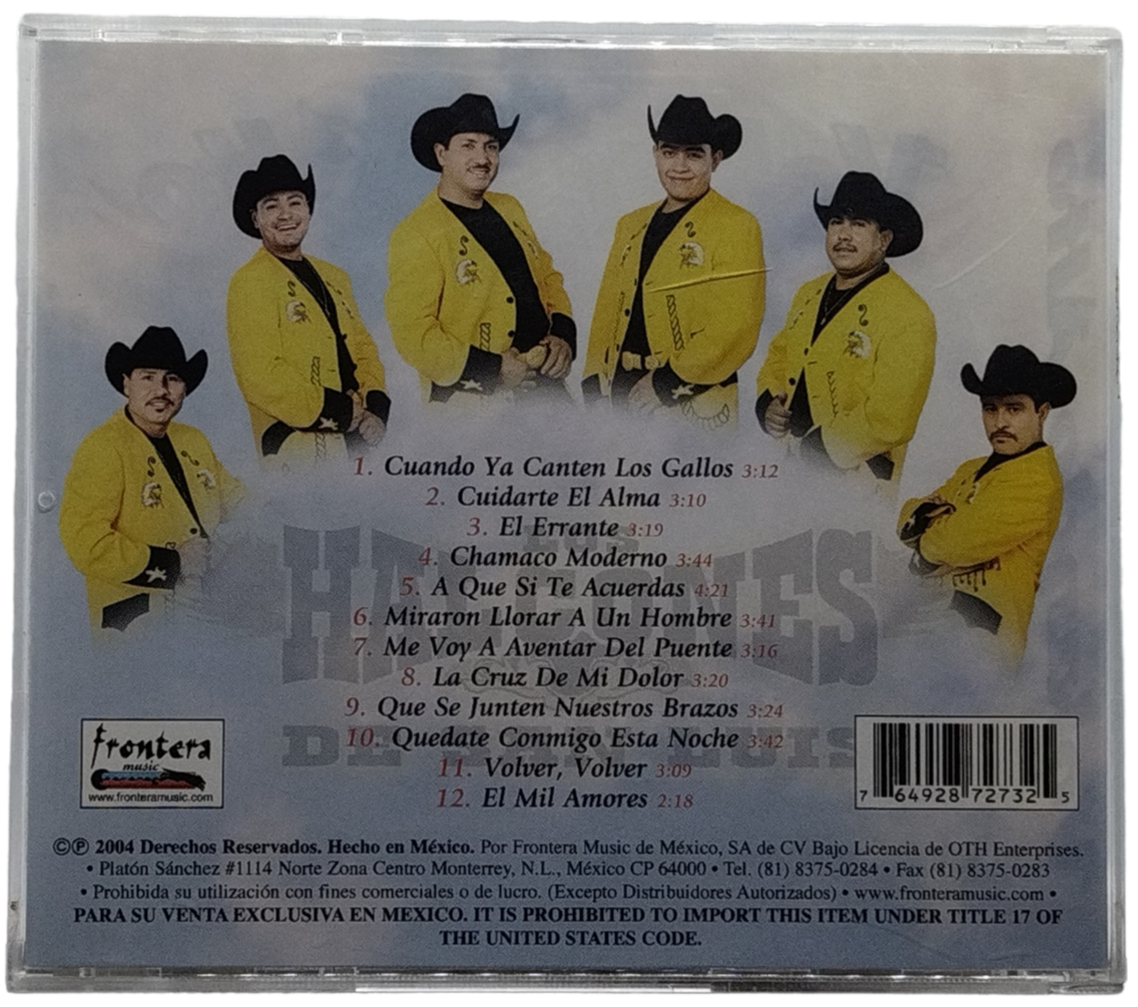 1. Cuando Ya Canten Los Gallos 3:12
2. Cuidarte El Alma 3:10
3. El Errante 3:19
4. Chamaco Moderno 3:44
5. A Que Si Te Acuerdas 4:21
6. Miraron Llorar A Un Hombre 3:41
7. Me Voy A Aventar Del Puente 3:16
8. La Cruz De Mi Dolor 3:20
9. Que Se Junten Nuestros Brazos 3:24
10. Quedate Conmigo Esta Noche 3:42
11. Volver, Volver 3:09
12. El Mil Amores 2:18
frontera
music
www.fronteramusic.com
7 64928 72732 5
©℗ 2004 Derechos Reservados. Hecho en México. Por Frontera Music de México, SA de CV Bajo Licencia de OTH Enterprises.
• Platón Sánchez #1114 Norte Zona Centro Monterrey, N.L., México CP 64000 • Tel. (81) 8375-0284 • Fax (81) 8375-0283
• Prohibida su utilización con fines comerciales o de lucro. (Excepto Distribuidores Autorizados) • www.fronteramusic.com •
PARA SU VENTA EXCLUSIVA EN MEXICO. IT IS PROHIBITED TO IMPORT THIS ITEM UNDER TITLE 17 OF
THE UNITED STATES CODE.